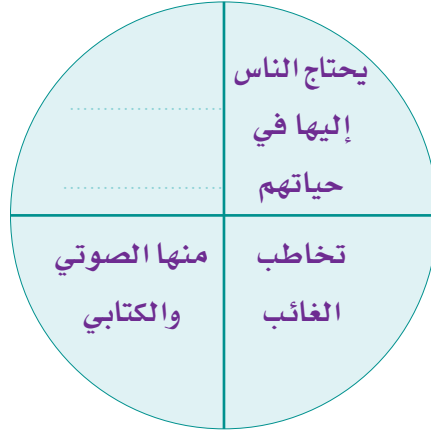 يحتاج الناس
إليها في
حياتهم
................................
................................
تخاطب
الغائب
منها الصوتي
والكتابي